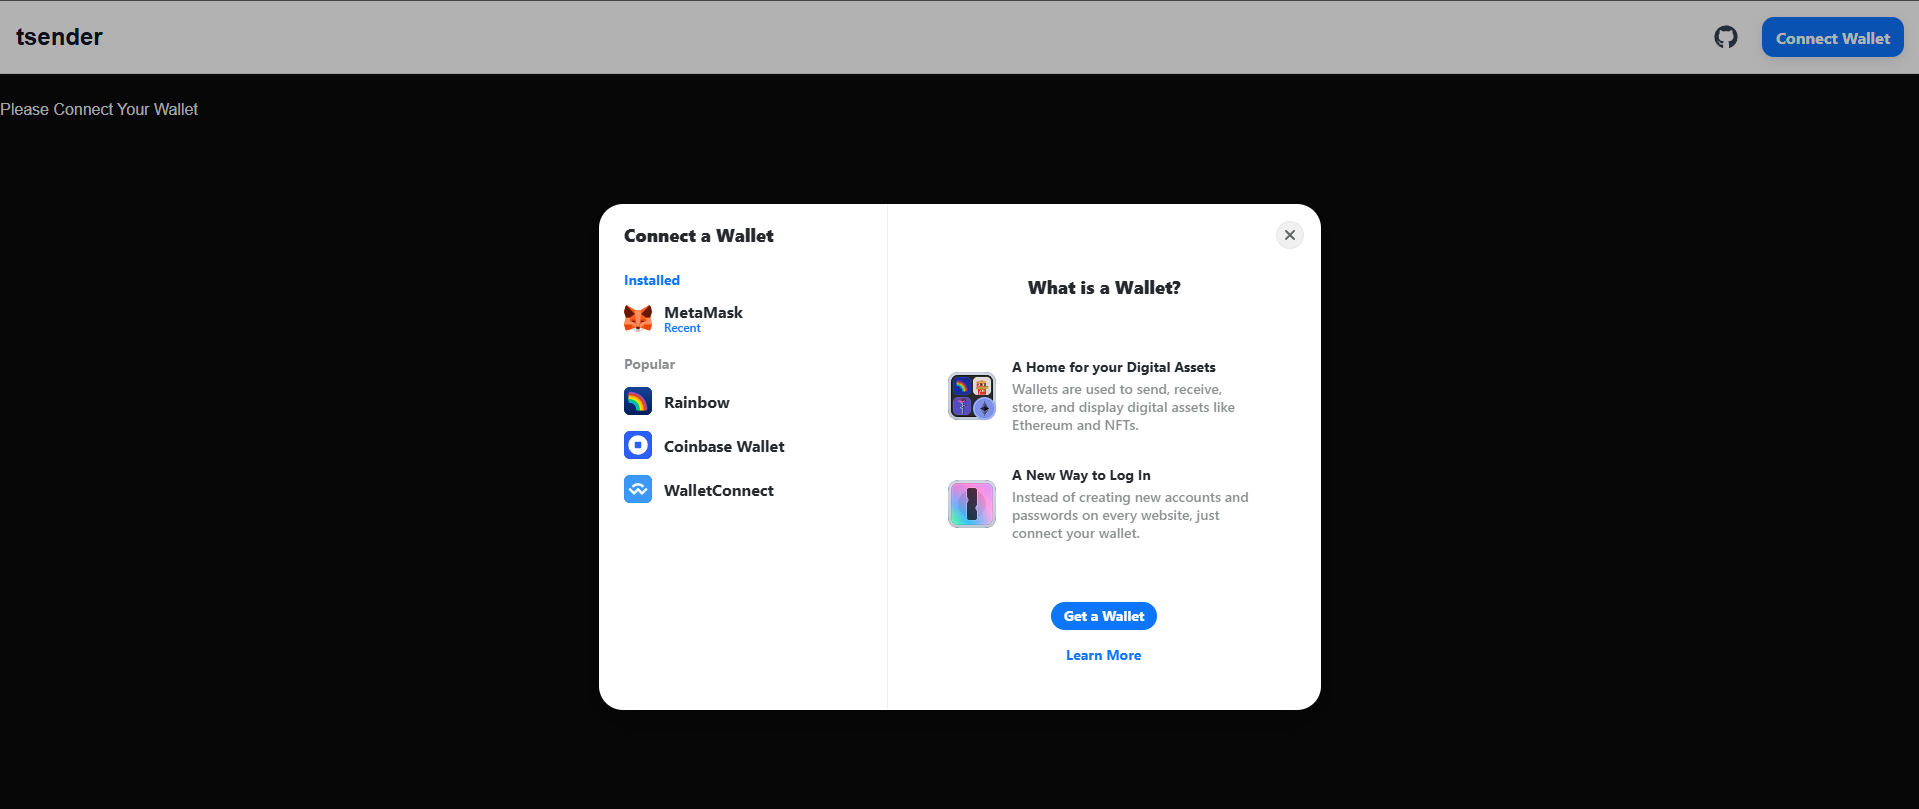 tsender
Connect Wallet
Please Connect Your Wallet
Connect a Wallet
Installed
MetaMask
Recent
Popular
Rainbow
Coinbase Wallet
WalletConnect
What is a Wallet?
A Home for your Digital Assets
Wallets are used to send, receive,
store, and display digital assets like
Ethereum and NFTs.
A New Way to Log In
Instead of creating new accounts and
passwords on every website, just
connect your wallet.
Get a Wallet
Learn More